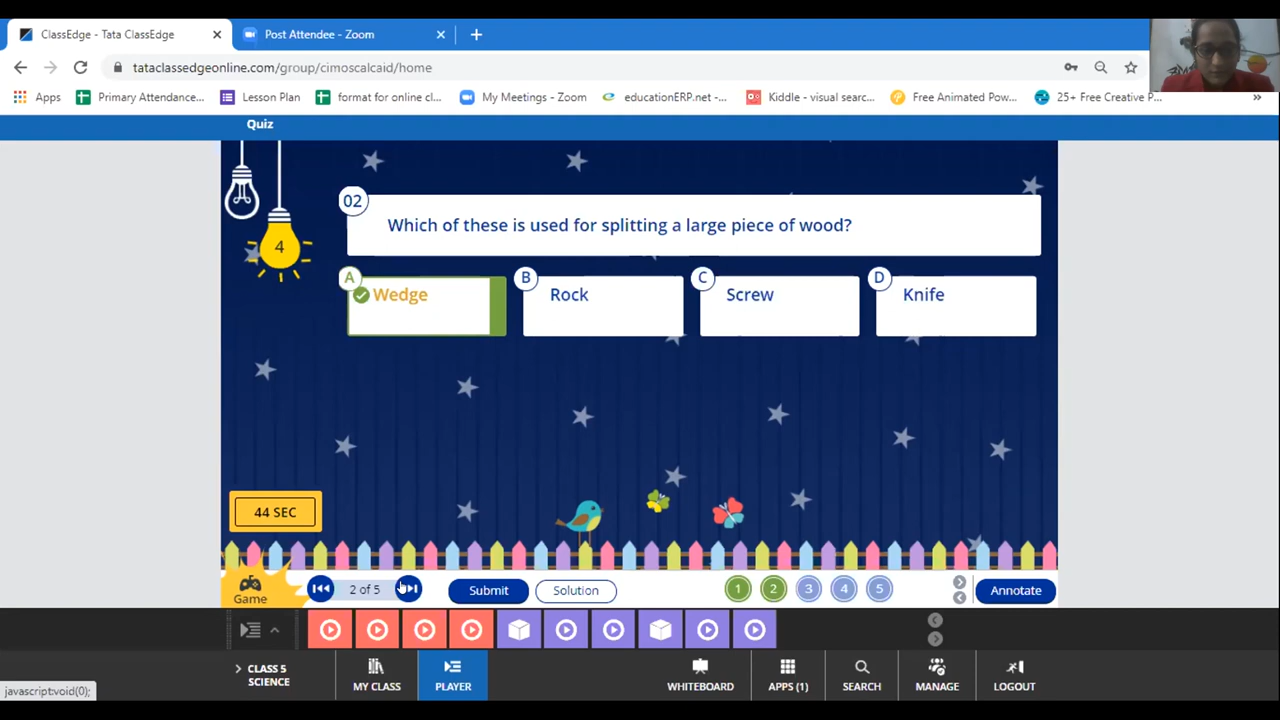 ClassEdge - Tata ClassEdge
Post Attendee - Zoom
tataclassedgeonline.com/group/cimoscalcaid/home
Apps
Primary Attendance...
Lesson Plan
format for online cl...
My Meetings - Zoom
educationERP.net -...
Kiddle - visual searc...
Free Animated Pow...
25+ Free Creative P...
»
Quiz
4
02
Which of these is used for splitting a large piece of wood?
A
Wedge
B
Rock
C
Screw
D
Knife
44 SEC
Game
2 of 5
Submit
Solution
1
2
3
4
5
Annotate
CLASS 5
SCIENCE
MY CLASS
PLAYER
WHITEBOARD
APPS (1)
SEARCH
MANAGE
LOGOUT
javascript:void(0);